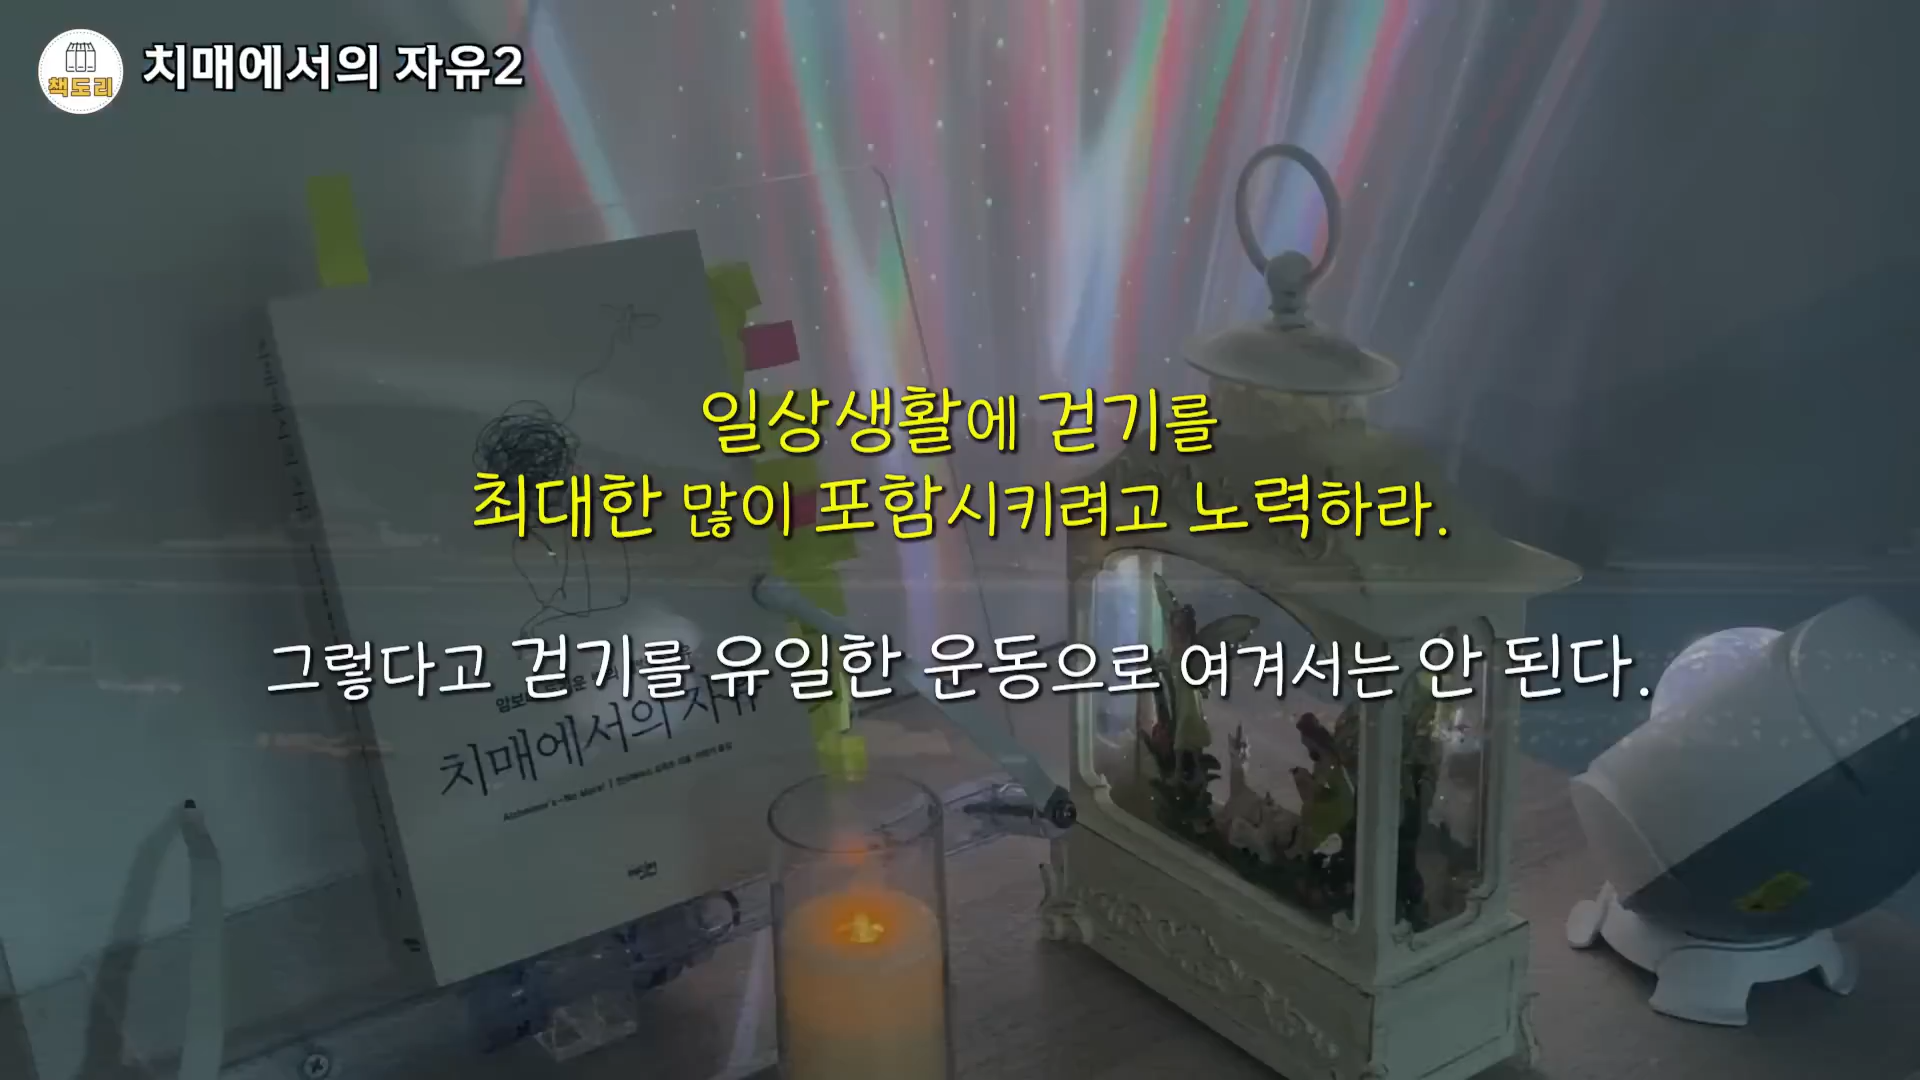 책도리
치매에서의 자유2
일상생활에 걷기를
최대한 많이 포함시키려고 노력하라.
그렇다고 걷기를 유일한 운동으로 여겨서는 안 된다.
치매에서의 자유